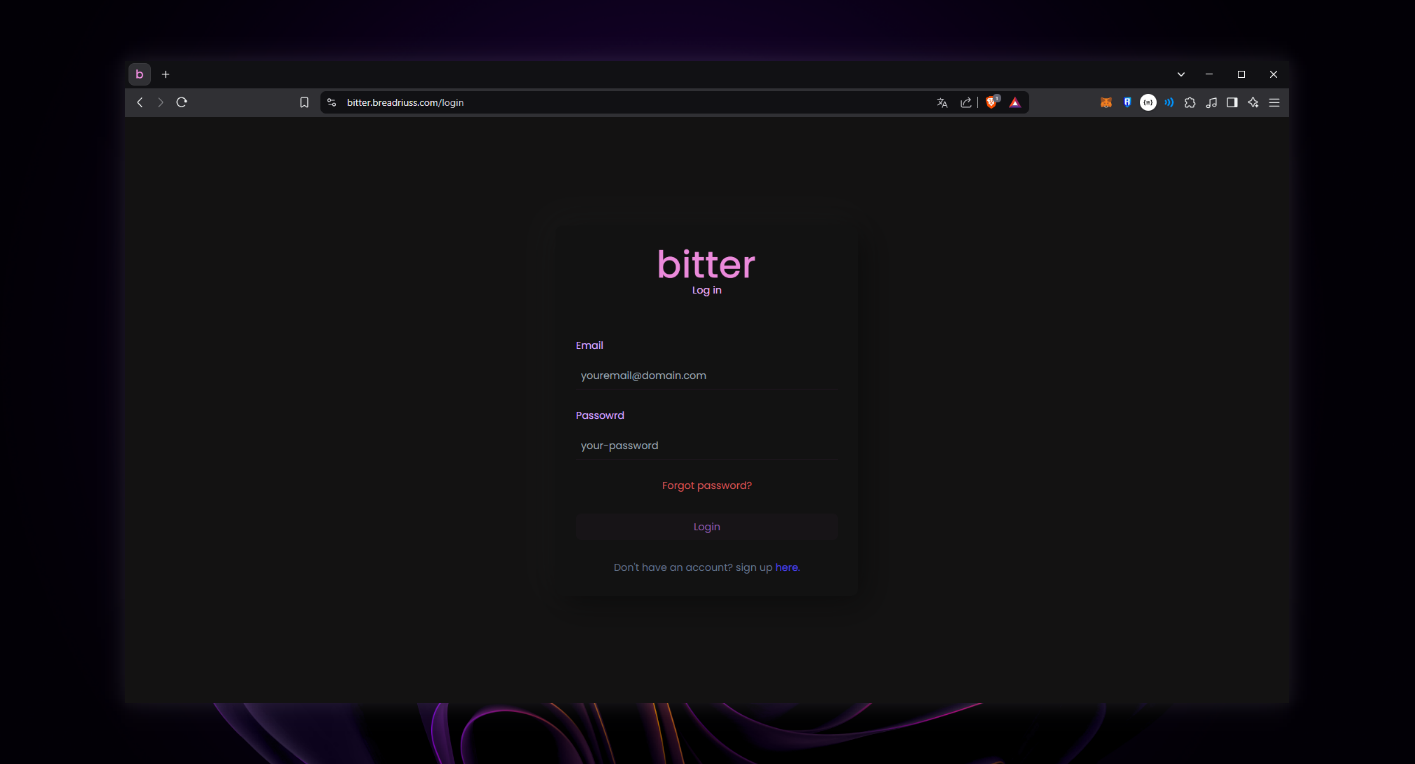 b
bitter.breadriuss.com/login
bitter
Log in
Email
youremail@domain.com
Passowrd
your-password
Forgot password?
Login
Don't have an account? sign up here.